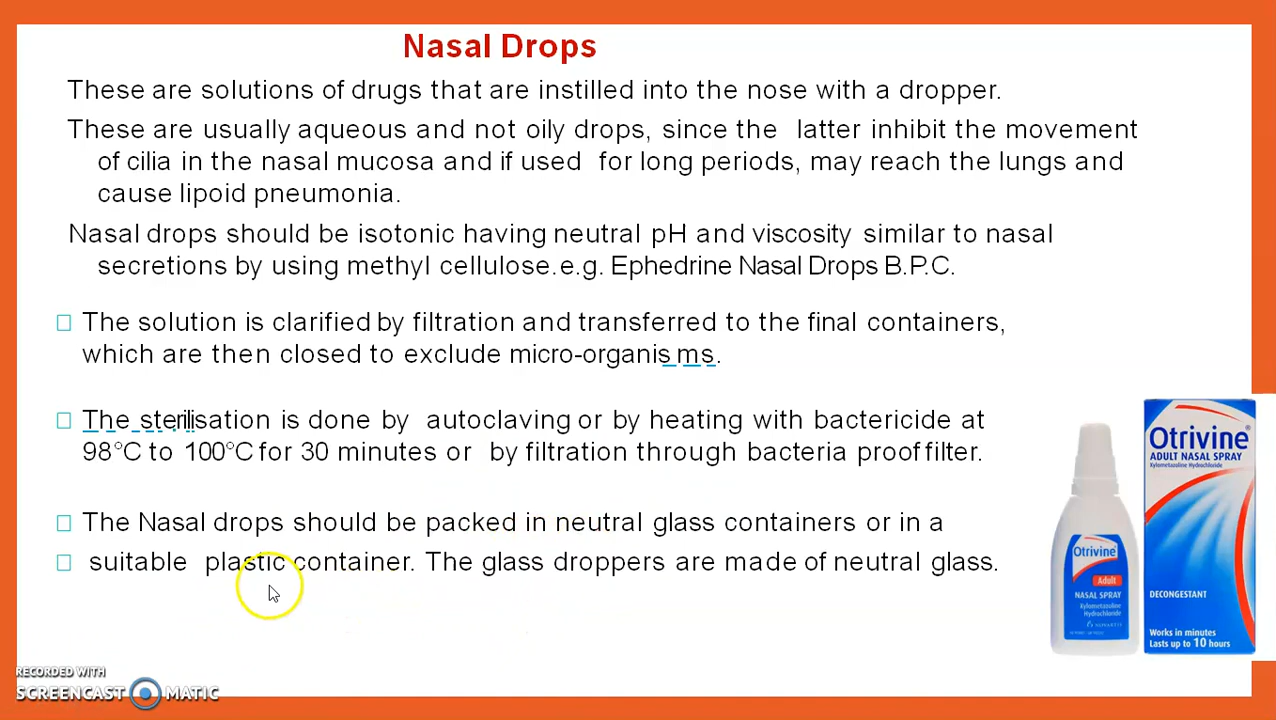 Nasal Drops
These are solutions of drugs that are instilled into the nose with a dropper.
These are usually aqueous and not oily drops, since the latter inhibit the movement
of cilia in the nasal mucosa and if used for long periods, may reach the lungs and
cause lipoid pneumonia.
Nasal drops should be isotonic having neutral pH and viscosity similar to nasal
secretions by using methyl cellulose.e.g. Ephedrine Nasal Drops B.P.C.
The solution is clarified by filtration and transferred to the final containers,
which are then closed to exclude micro-organisms.
The sterilisation is done by autoclaving or by heating with bactericide at
98°C to 100°C for 30 minutes or by filtration through bacteria proof filter.
The Nasal drops should be packed in neutral glass containers or in a
suitable plastic container. The glass droppers are made of neutral glass.
Otrivine
Adult
NASAL SPRAY
Xylometazoline
Hydrochloride
NOVARTIS
Otrivine®
ADULT NASAL SPRAY
Xylometazoline Hydrochloride
DECONGESTANT
Works in minutes
Lasts up to 10 hours
RECORDED WITH
SCREENCAST MATIC